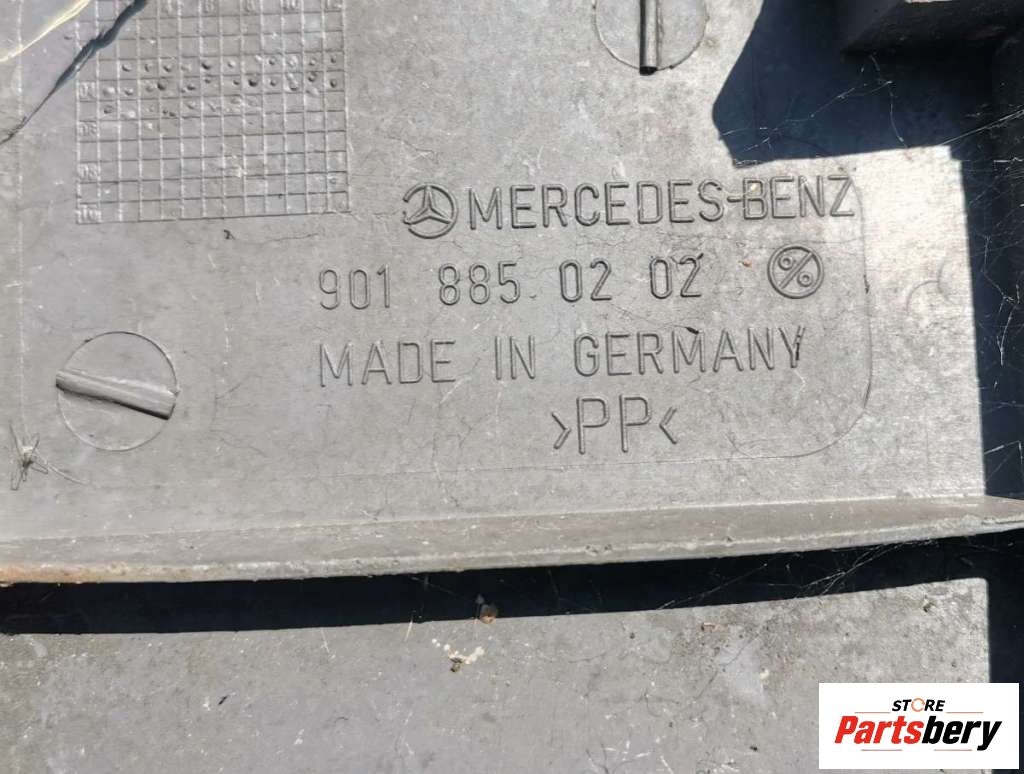 MERCEDES-BENZ
901 885 02 02
MADE IN GERMANY
>PP<
STORE
Partsbery